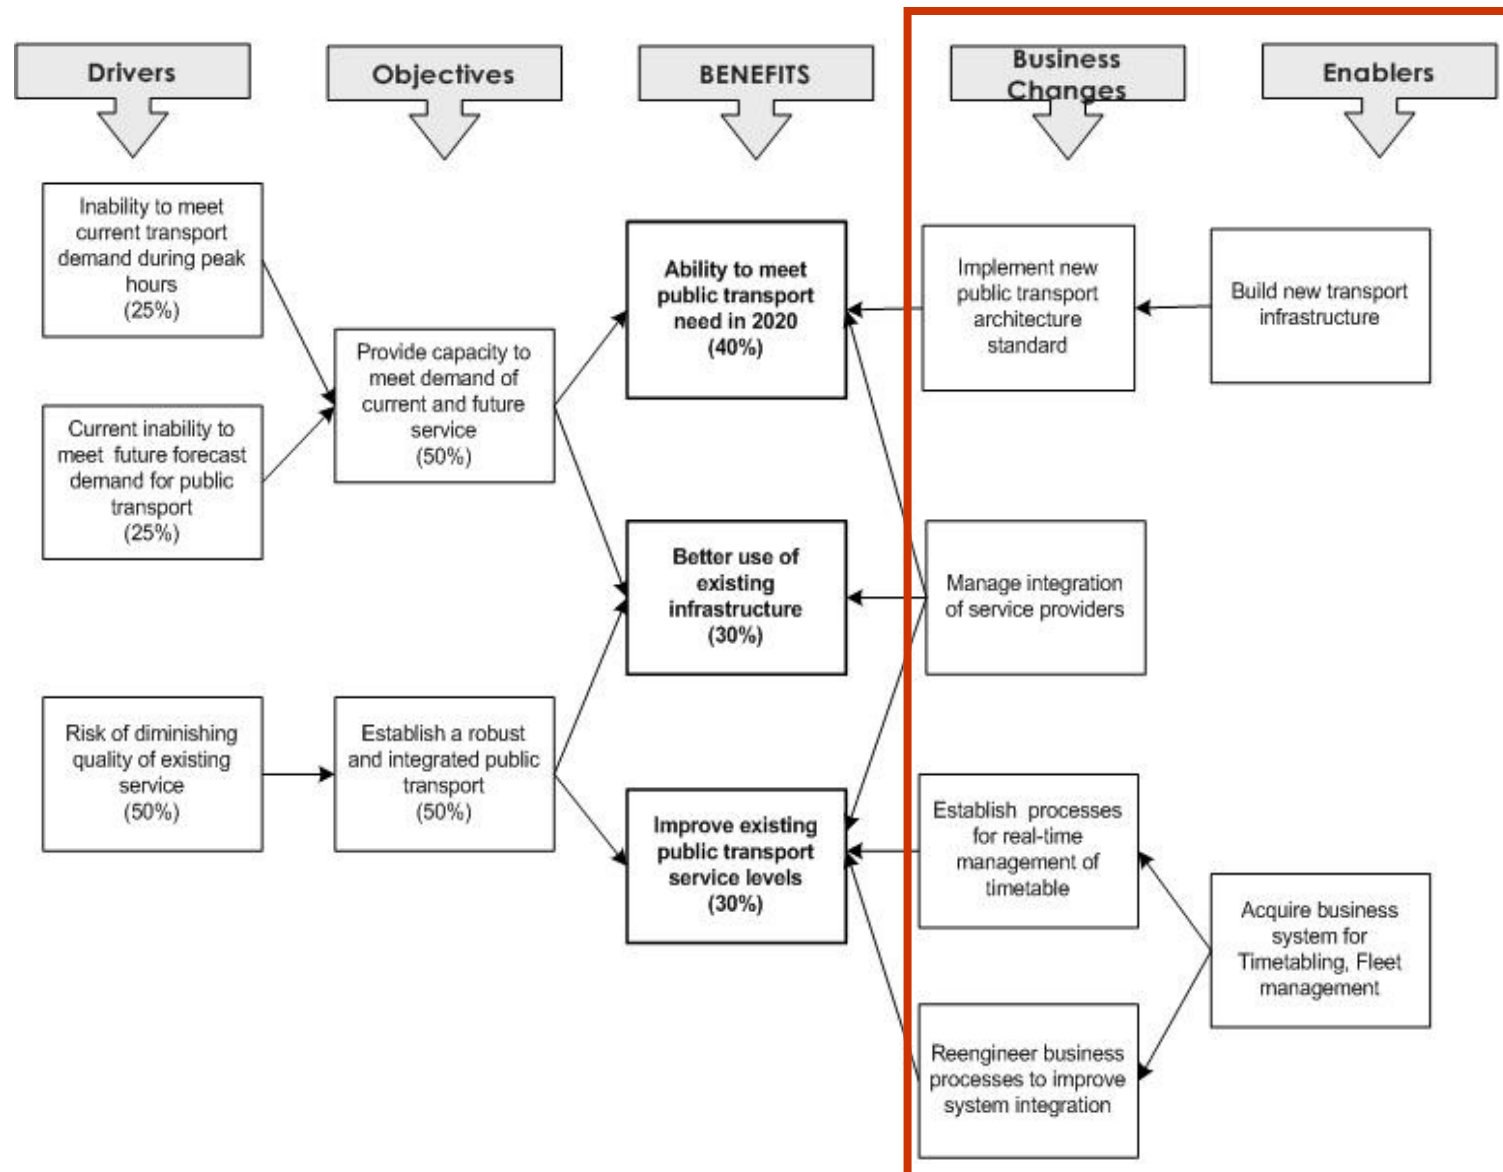 Drivers
Objectives
BENEFITS
Business
Changes
Enablers
Inability to meet
current transport
demand during peak
hours
(25%)
Current inability to
meet future forecast
demand for public
transport
(25%)
Risk of diminishing
quality of existing
service
(50%)
Provide capacity to
meet demand of
current and future
service
(50%)
Establish a robust
and integrated public
transport
(50%)
Ability to meet
public transport
need in 2020
(40%)
Better use of
existing
infrastructure
(30%)
Improve existing
public transport
service levels
(30%)
Implement new
public transport
architecture
standard
Manage integration
of service providers
Establish processes
for real-time
management of
timetable
Reengineer business
processes to improve
system integration
Build new transport
infrastructure
Acquire business
system for
Timetabling, Fleet
management